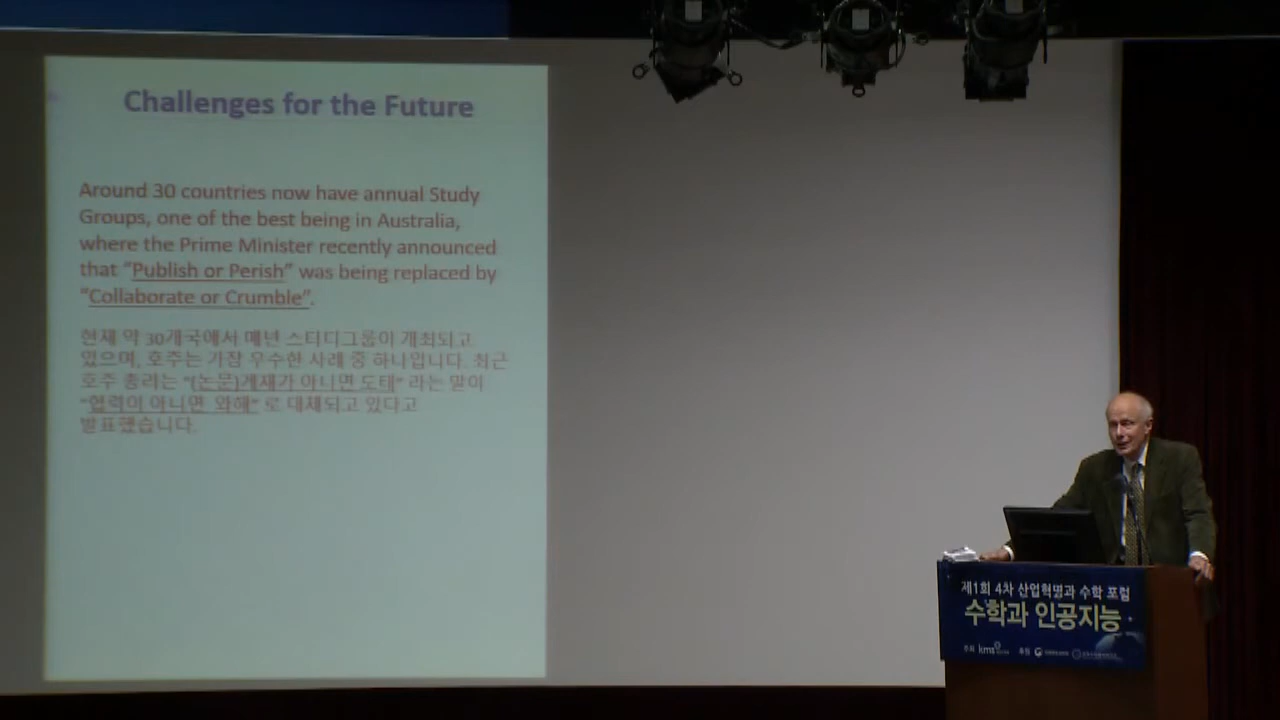 Challenges for the Future
Around 30 countries now have annual Study
Groups, one of the best being in Australia,
where the Prime Minister recently announced
that "Publish or Perish" was being replaced by
"Collaborate or Crumble".
현재 약 30개국에서 매년 스터디그룹이 개최되고
있으며, 호주는 가장 우수한 사례 중 하나입니다. 최근
호주 총리는 "(논문)게재가 아니면 도태" 라는 말이
"협력이 아니면 와해" 로 대체되고 있다고
발표했습니다.
제1회 4차 산업혁명과 수학 포럼
수학과 인공지능
주최 kms 후원